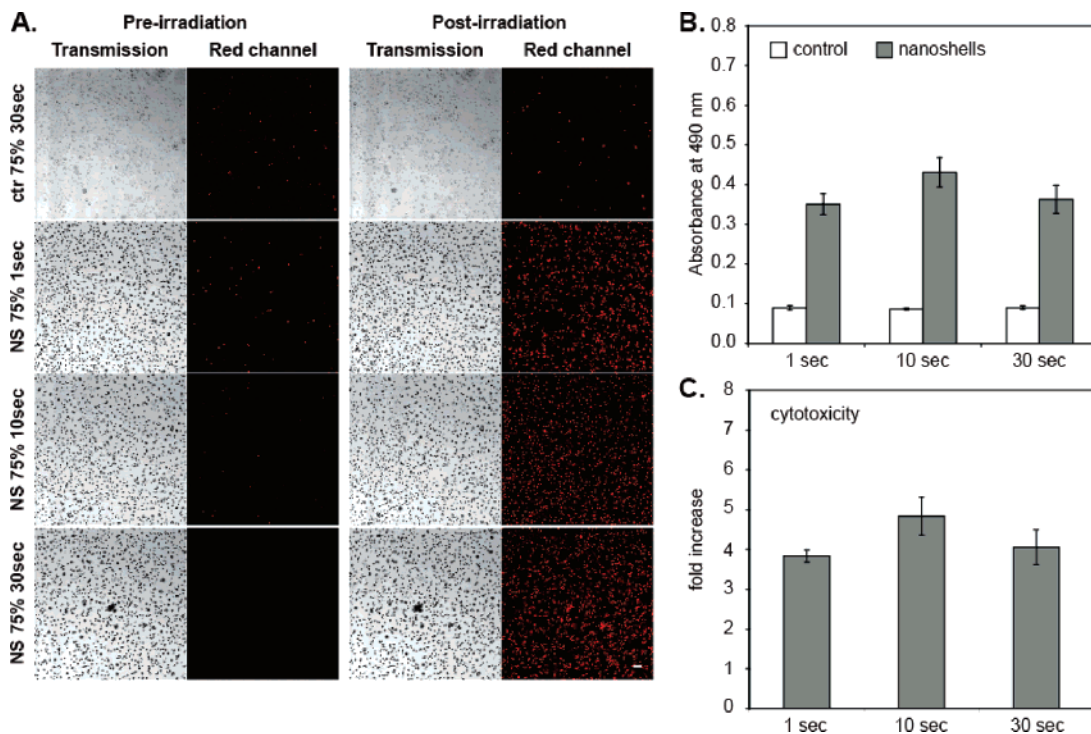 A.
Pre-irradiation Post-irradiation
Transmission Red channel Transmission Red channel
ctr 75% 30sec
NS 75% 1sec
NS 75% 10sec
NS 75% 30sec
B.
control nanoshells
Absorbance at 490 nm
0.8
0.7
0.6
0.5
0.4
0.3
0.2
0.1
0.0
1 sec 10 sec 30 sec
C.
cytotoxicity
fold increase
8
7
6
5
4
3
2
1
0
1 sec 10 sec 30 sec